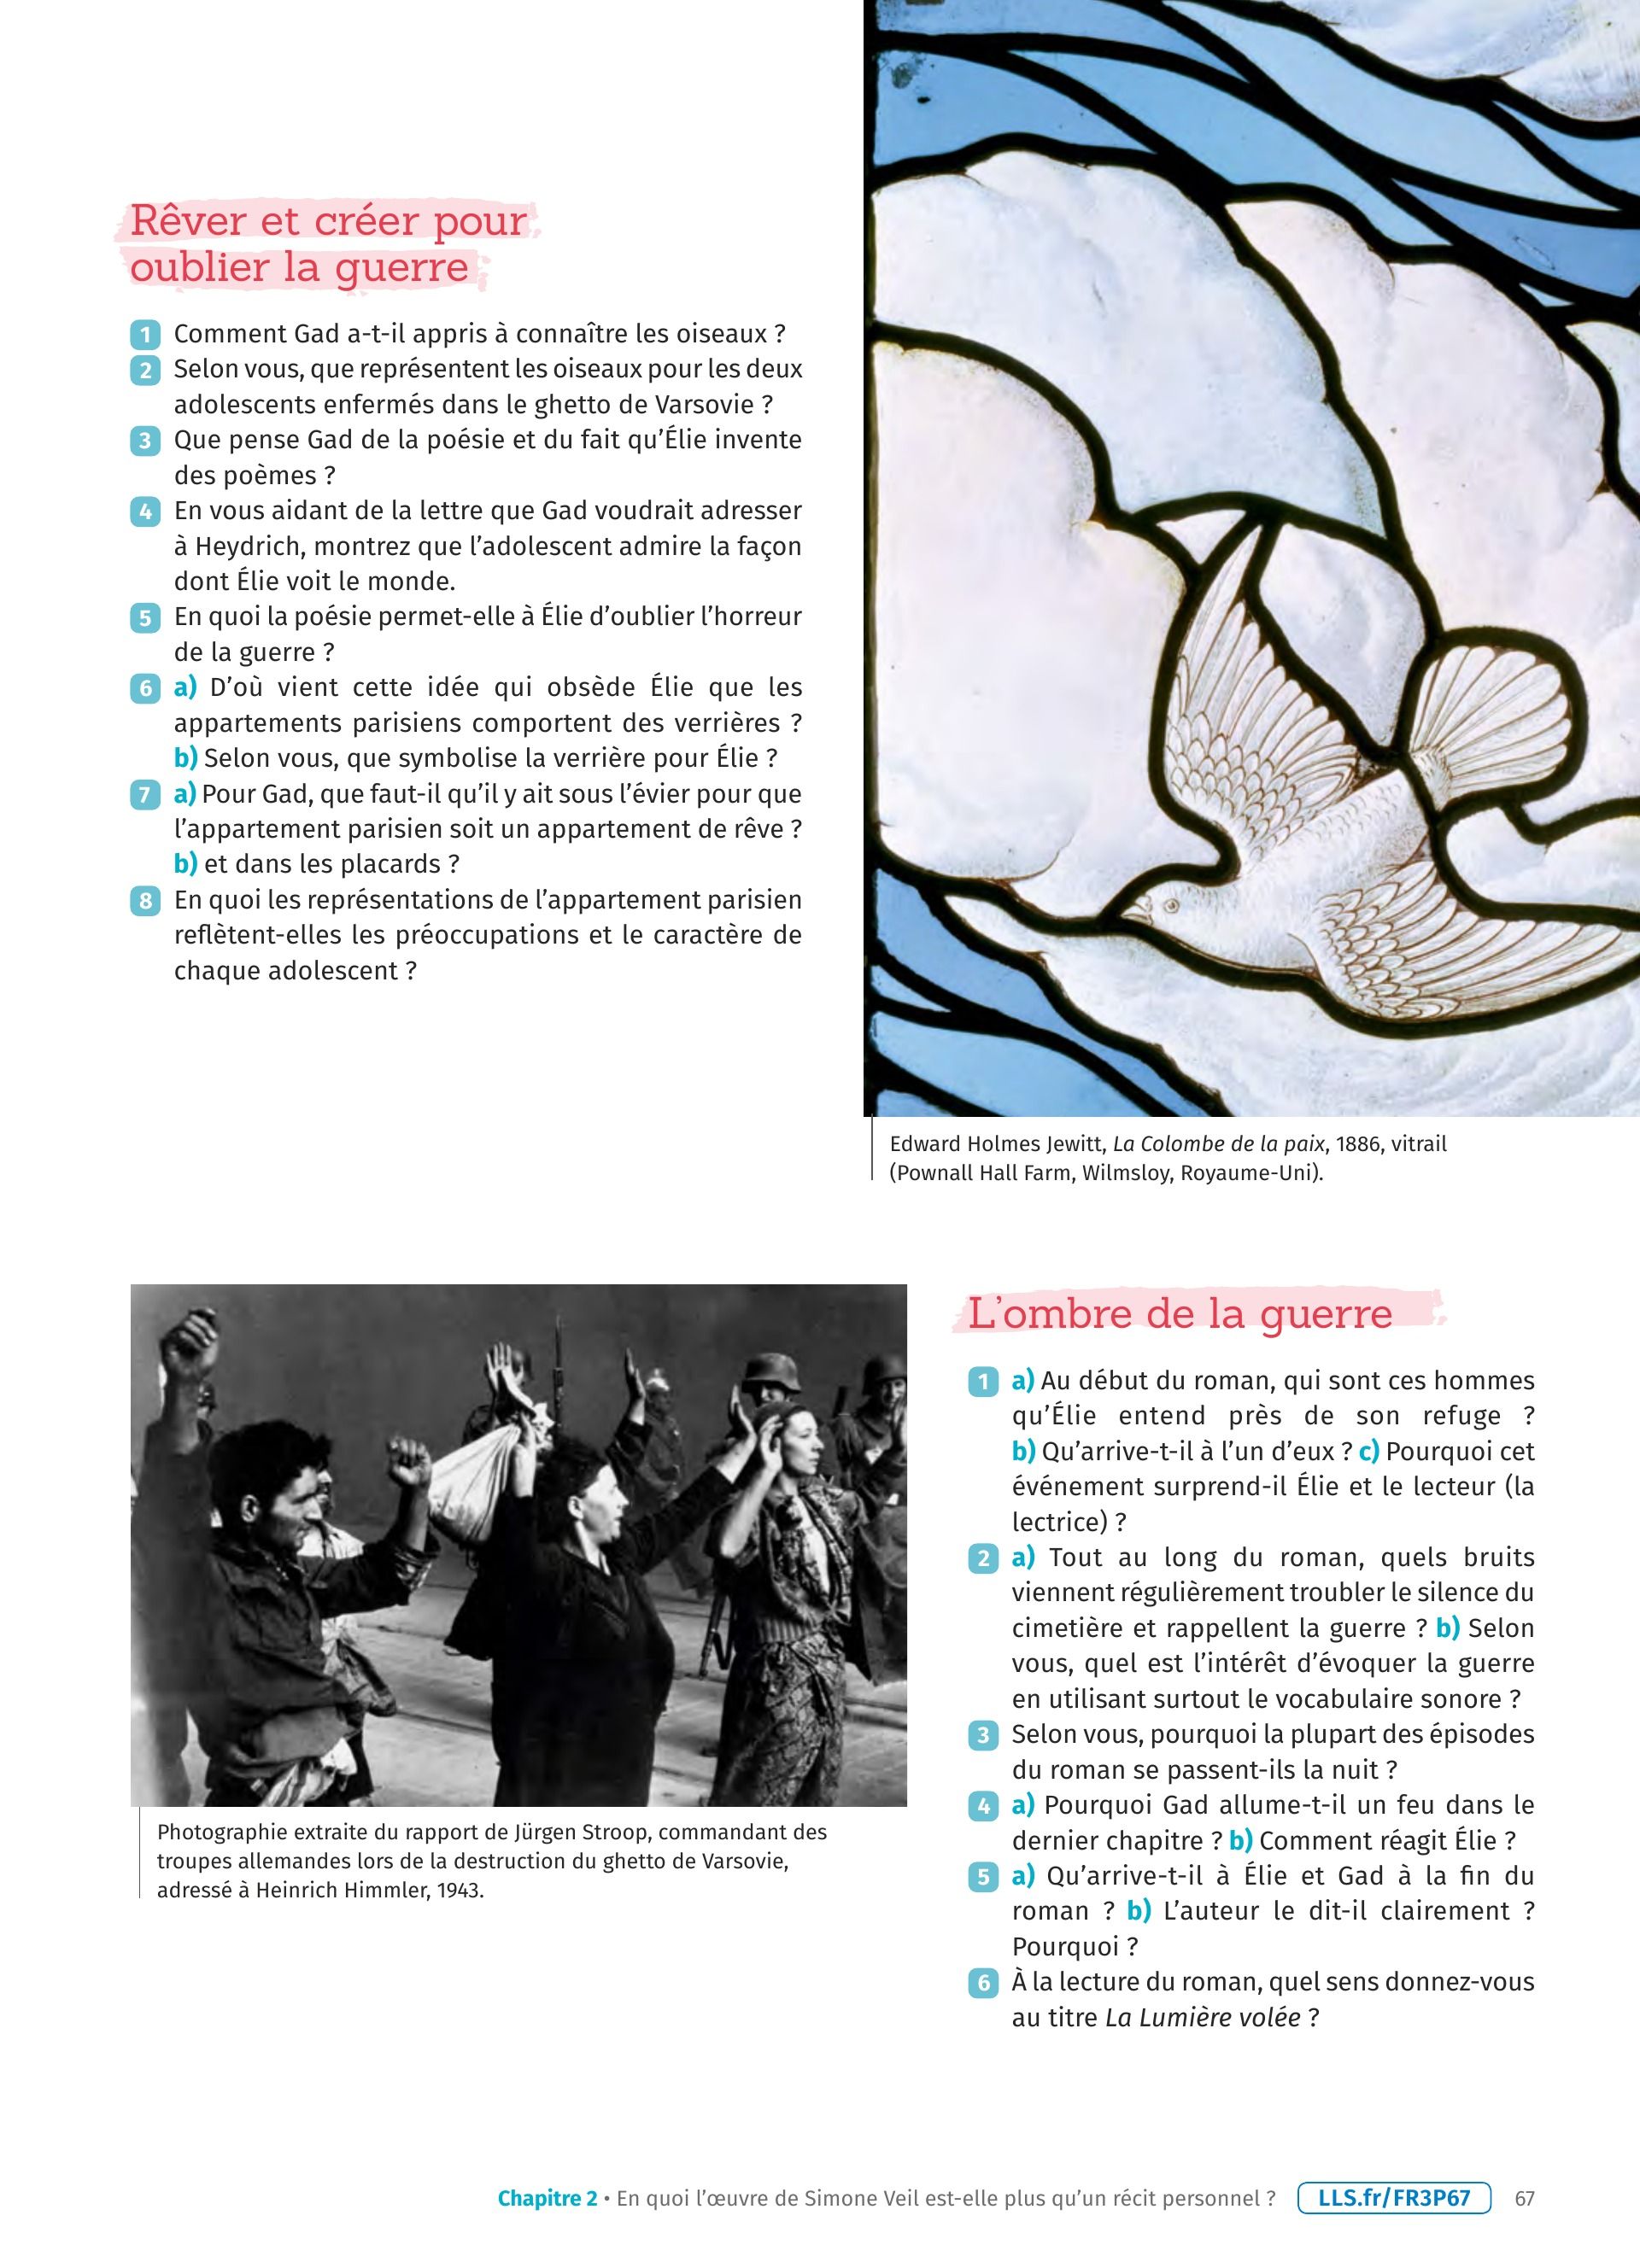 Rêver et créer pour
oublier la guerre
1 Comment Gad a-t-il appris à connaître les oiseaux ?
2 Selon vous, que représentent les oiseaux pour les deux
adolescents enfermés dans le ghetto de Varsovie ?
3 Que pense Gad de la poésie et du fait qu’Élie invente
des poèmes ?
4 En vous aidant de la lettre que Gad voudrait adresser
à Heydrich, montrez que l’adolescent admire la façon
dont Élie voit le monde.
5 En quoi la poésie permet-elle à Élie d’oublier l’horreur
de la guerre ?
6 a) D’où vient cette idée qui obsède Élie que les
appartements parisiens comportent des verrières ?
b) Selon vous, que symbolise la verrière pour Élie ?
7 a) Pour Gad, que faut-il qu’il y ait sous l’évier pour que
l’appartement parisien soit un appartement de rêve ?
b) et dans les placards ?
8 En quoi les représentations de l’appartement parisien
reflètent-elles les préoccupations et le caractère de
chaque adolescent ?
Edward Holmes Jewitt, La Colombe de la paix, 1886, vitrail
(Pownall Hall Farm, Wilmsloy, Royaume-Uni).
Photographie extraite du rapport de Jürgen Stroop, commandant des
troupes allemandes lors de la destruction du ghetto de Varsovie,
adressé à Heinrich Himmler, 1943.
L’ombre de la guerre
1 a) Au début du roman, qui sont ces hommes
qu’Élie entend près de son refuge ?
b) Qu’arrive-t-il à l’un d’eux ? c) Pourquoi cet
événement surprend-il Élie et le lecteur (la
lectrice) ?
2 a) Tout au long du roman, quels bruits
viennent régulièrement troubler le silence du
cimetière et rappellent la guerre ? b) Selon
vous, quel est l’intérêt d’évoquer la guerre
en utilisant surtout le vocabulaire sonore ?
3 Selon vous, pourquoi la plupart des épisodes
du roman se passent-ils la nuit ?
4 a) Pourquoi Gad allume-t-il un feu dans le
dernier chapitre ? b) Comment réagit Élie ?
5 a) Qu’arrive-t-il à Élie et Gad à la fin du
roman ? b) L’auteur le dit-il clairement ?
Pourquoi ?
6 À la lecture du roman, quel sens donnez-vous
au titre La Lumière volée ?
Chapitre 2 • En quoi l’œuvre de Simone Veil est-elle plus qu’un récit personnel ? LLS.fr/FR3P67 67